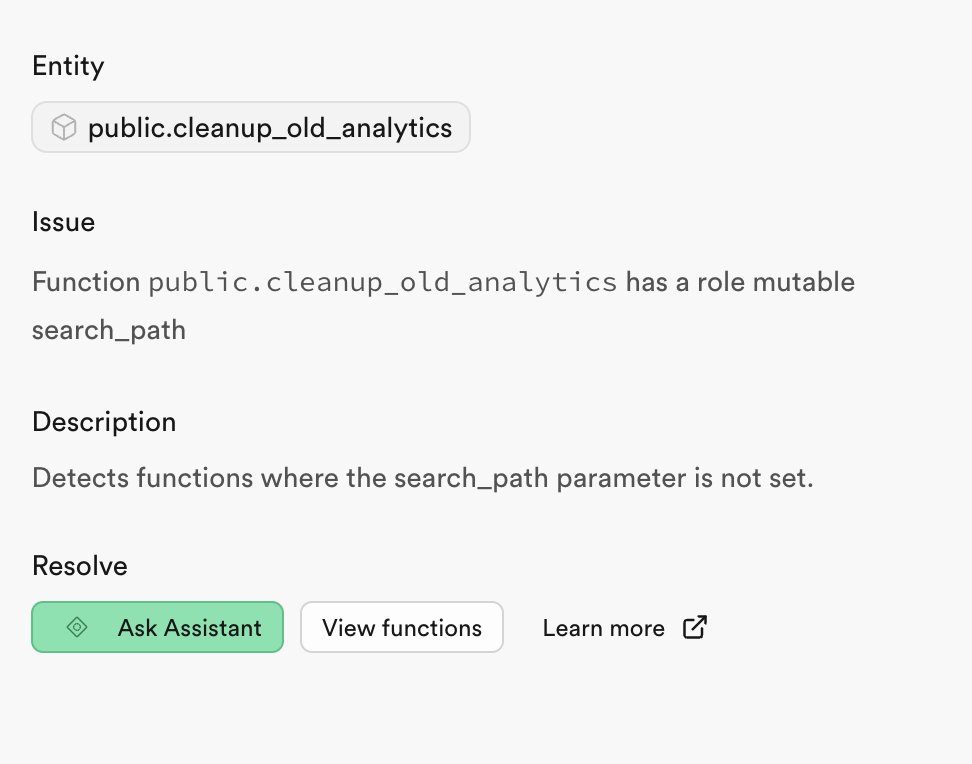 Entity
public.cleanup_old_analytics
Issue
Function public.cleanup_old_analytics has a role mutable
search_path
Description
Detects functions where the search_path parameter is not set.
Resolve
Ask Assistant
View functions
Learn more